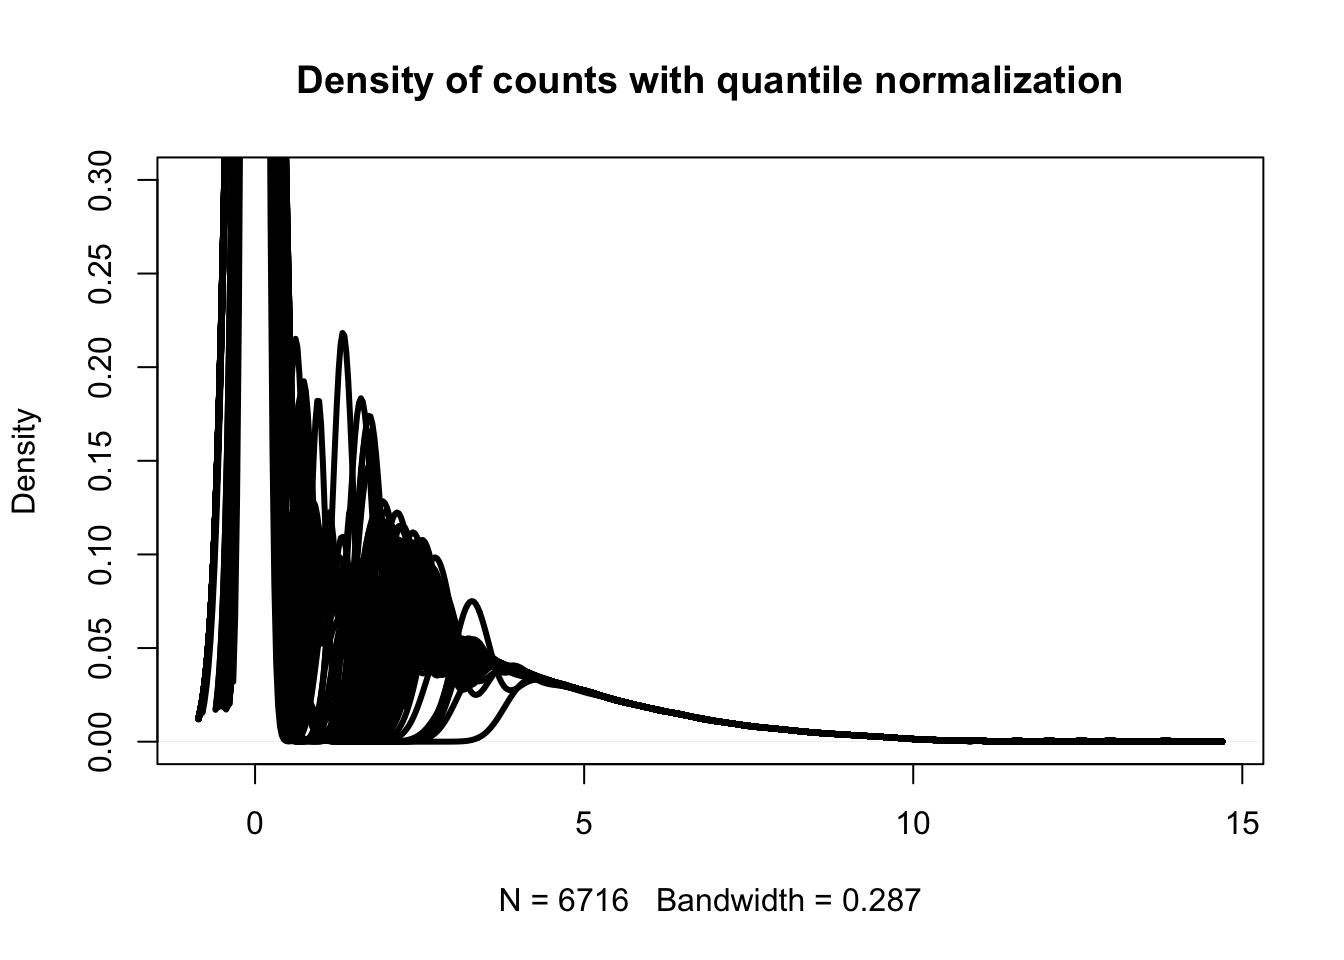 Density of counts with quantile normalization
0.30
0.25
0.20
0.15
0.10
0.05
0.00
Density
0 5 10 15
N = 6716 Bandwidth = 0.287